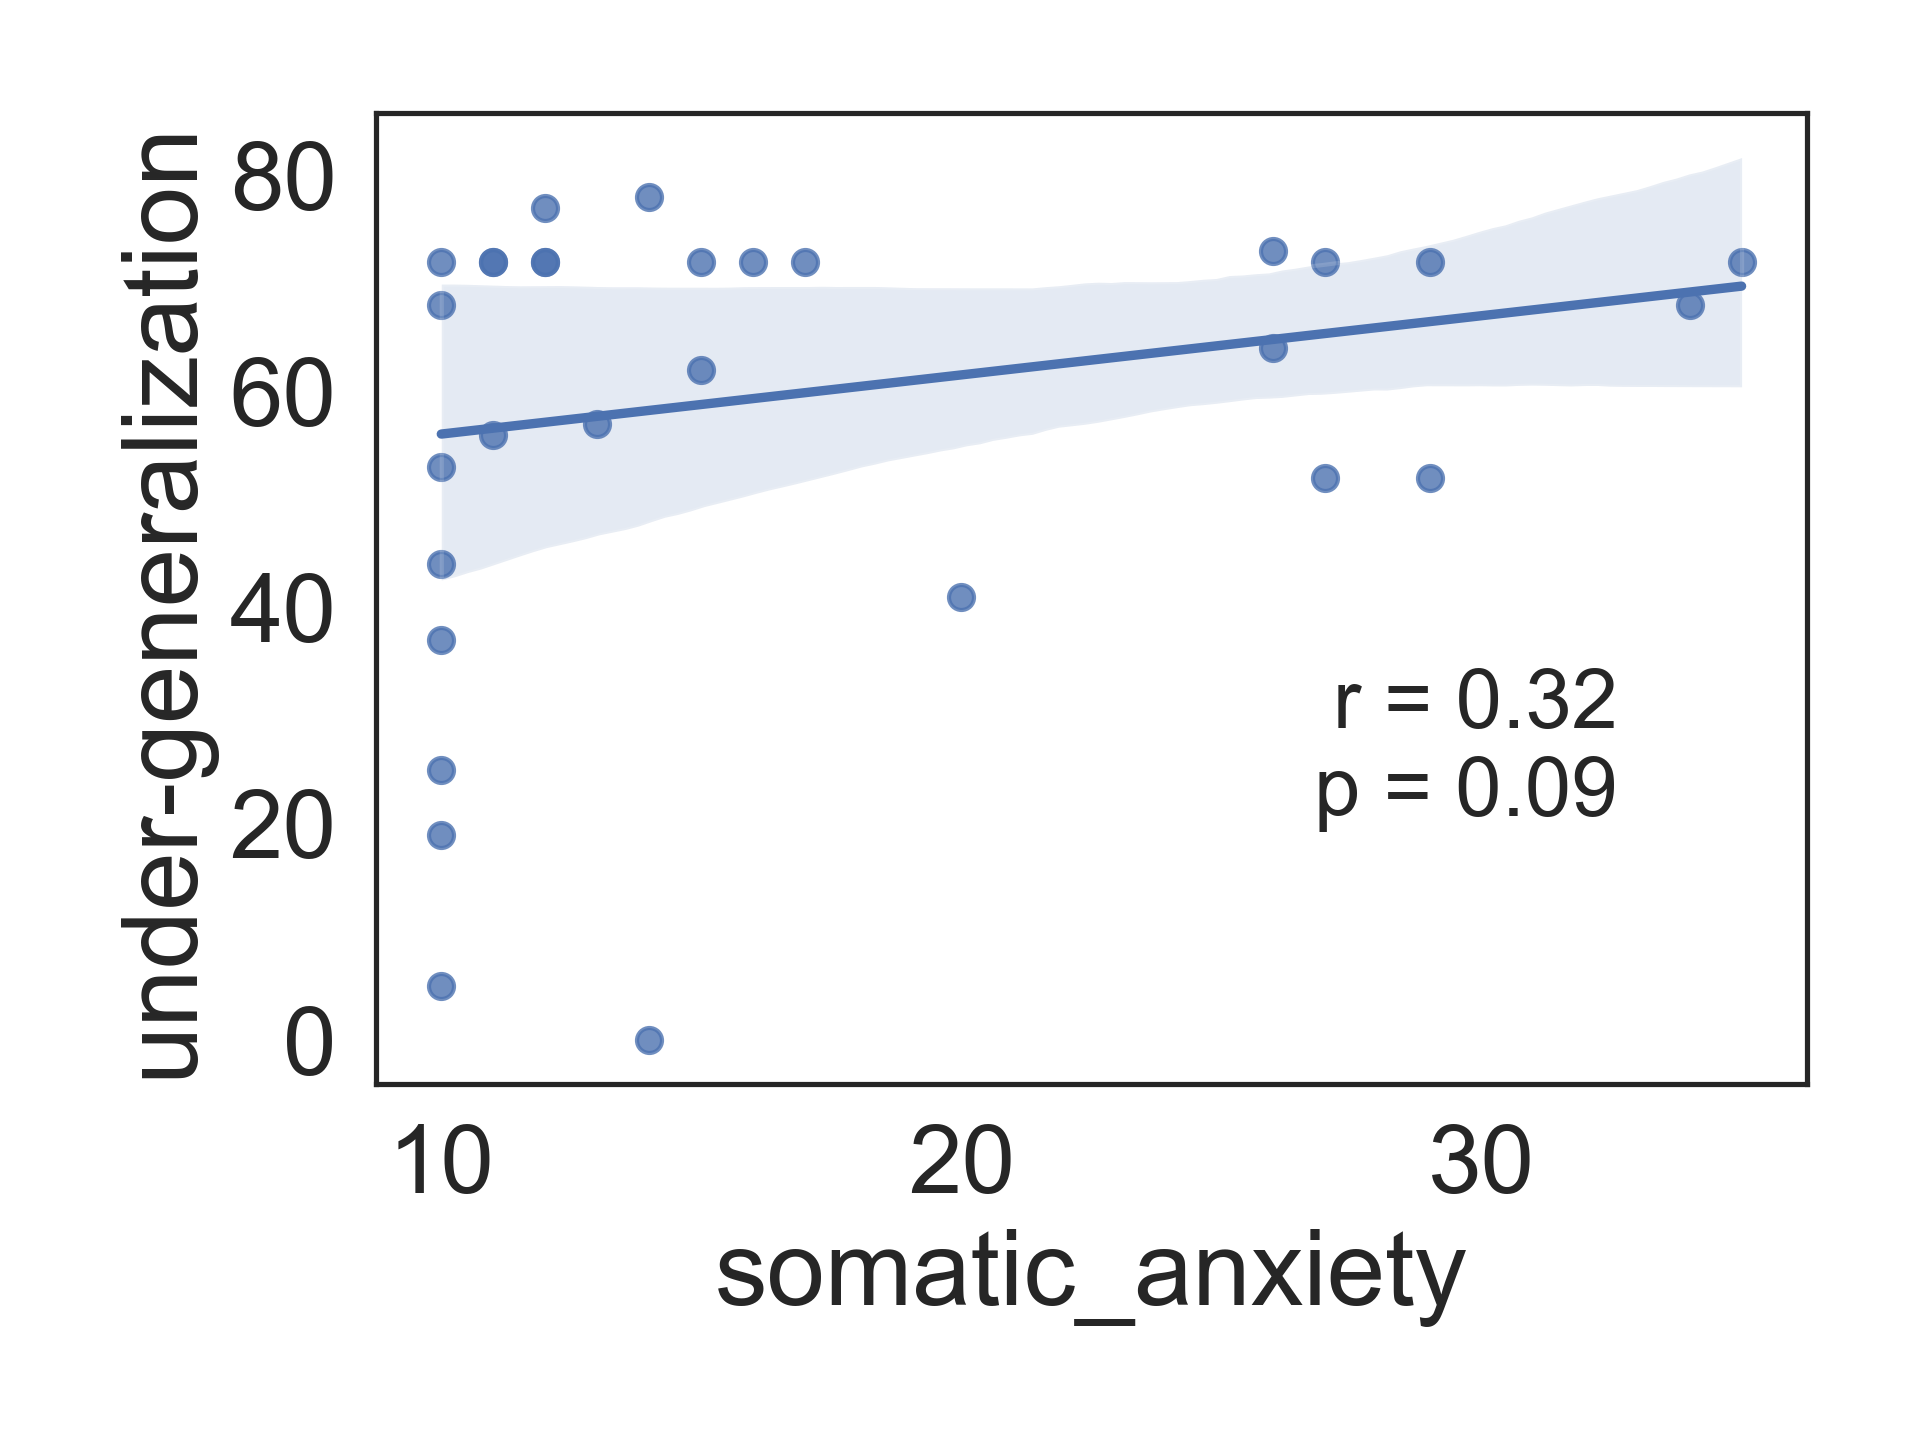 under-generalization
80
60
40
20
0
r = 0.32
p = 0.09
10 20 30
somatic_anxiety